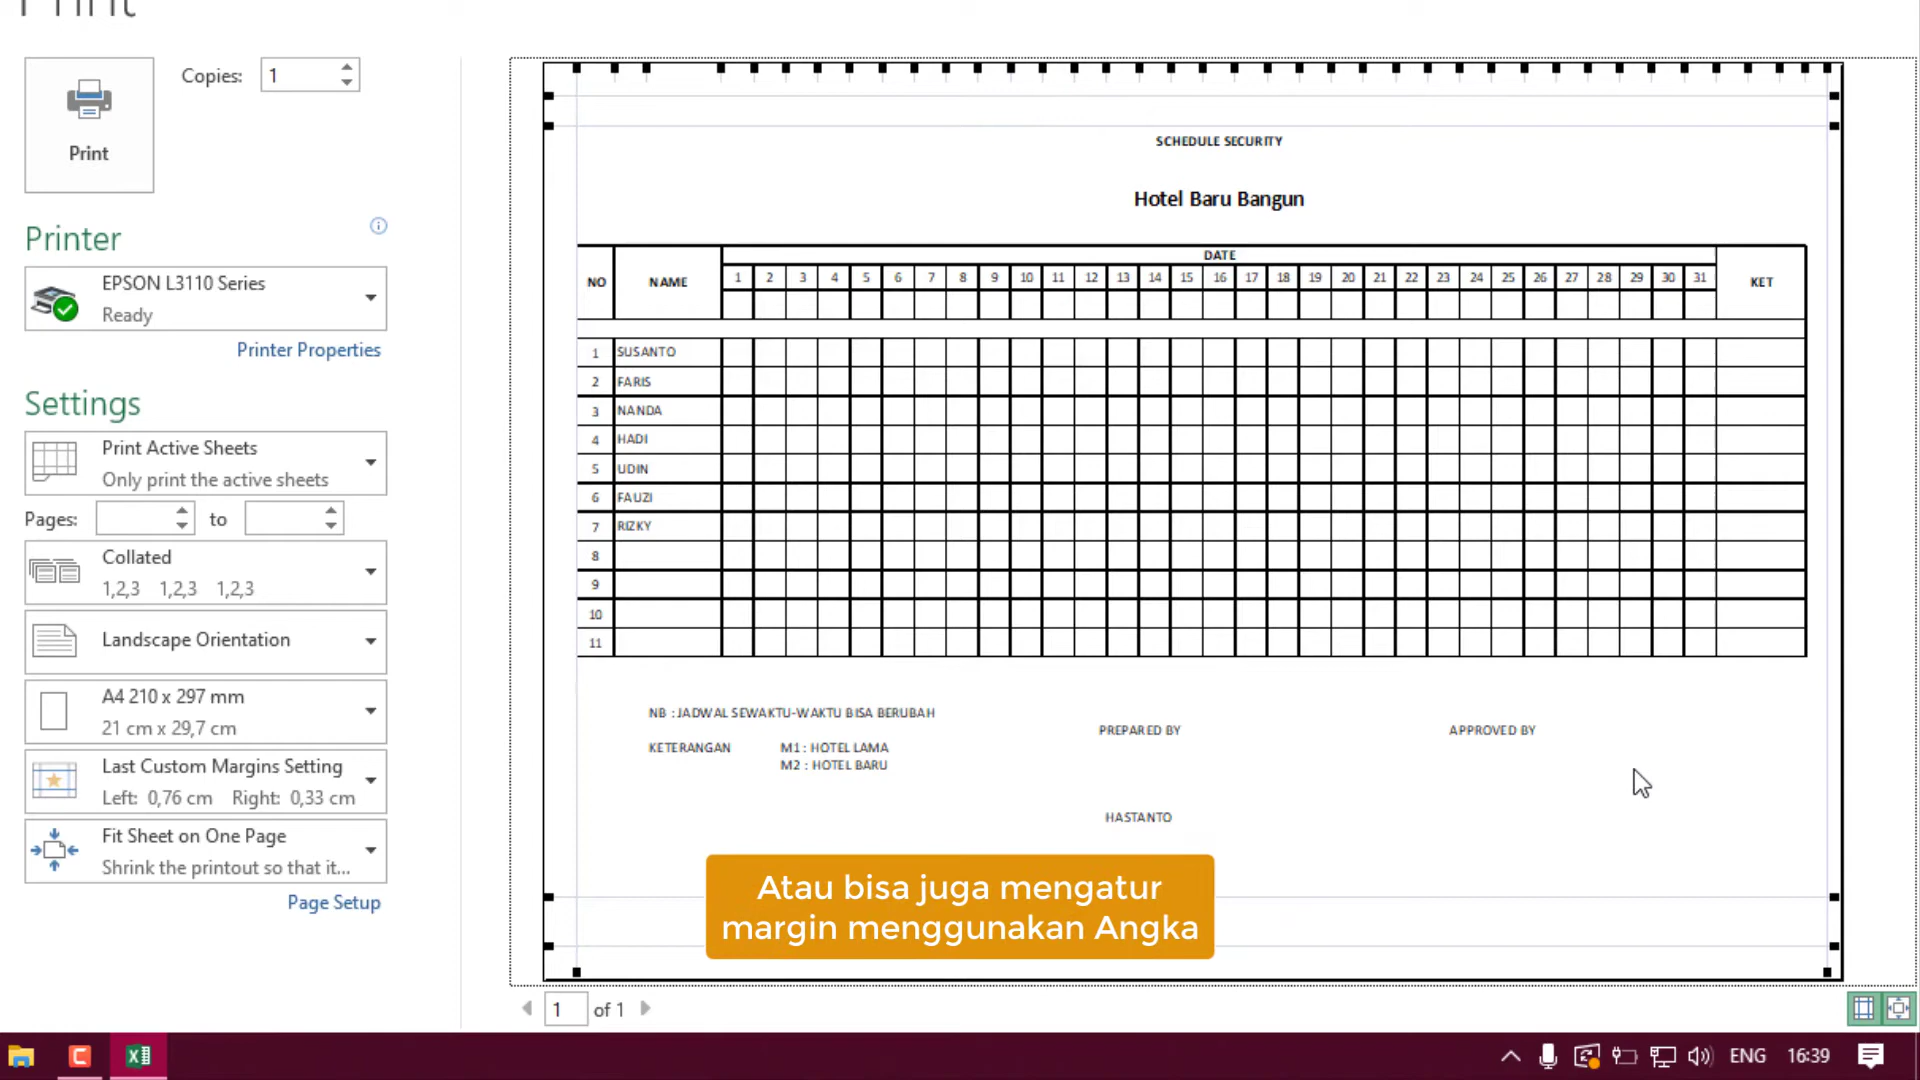 Print
Print
Copies: 1
Printer
EPSON L3110 Series
Ready
Printer Properties
Settings
Print Active Sheets
Only print the active sheets
Pages: to
Collated
1,2,3 1,2,3 1,2,3
Landscape Orientation
A4 210 x 297 mm
21 cm x 29,7 cm
Last Custom Margins Setting
Left: 0,76 cm Right: 0,33 cm
Fit Sheet on One Page
Shrink the printout so that it...
Page Setup
SCHEDULE SECURITY
Hotel Baru Bangun
NO NAME DATE KET
1 2 3 4 5 6 7 8 9 10 11 12 13 14 15 16 17 18 19 20 21 22 23 24 25 26 27 28 29 30 31
1 SUSANTO
2 FARIS
3 NANDA
4 HADI
5 UDIN
6 FAUZI
7 RIZKY
8
9
10
11
NB : JADWAL SEWAKTU-WAKTU BISA BERUBAH
PREPARED BY APPROVED BY
KETERANGAN M1 : HOTEL LAMA
M2 : HOTEL BARU
HASTANTO
Atau bisa juga mengatur
margin menggunakan Angka
1 of 1
ENG 16:39